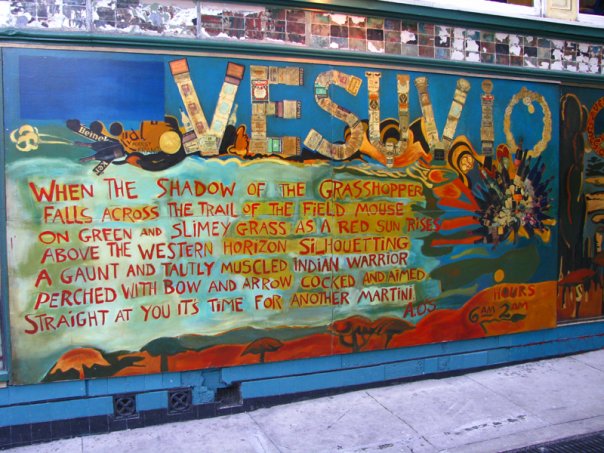 VESUVIO
WHEN THE SHADOW OF THE GRASSHOPPER
FALLS ACROSS THE TRAIL OF THE FIELD MOUSE
ON GREEN AND SLIMEY GRASS AS A RED SUN RISES
ABOVE THE WESTERN HORIZON SILHOUETTING
A GAUNT AND TAUTLY MUSCLED INDIAN WARRIOR
PERCHED WITH BOW AND ARROW COCKED AND AIMED
STRAIGHT AT YOU IT'S TIME FOR ANOTHER MARTINI
HOURS
6AM 2AM